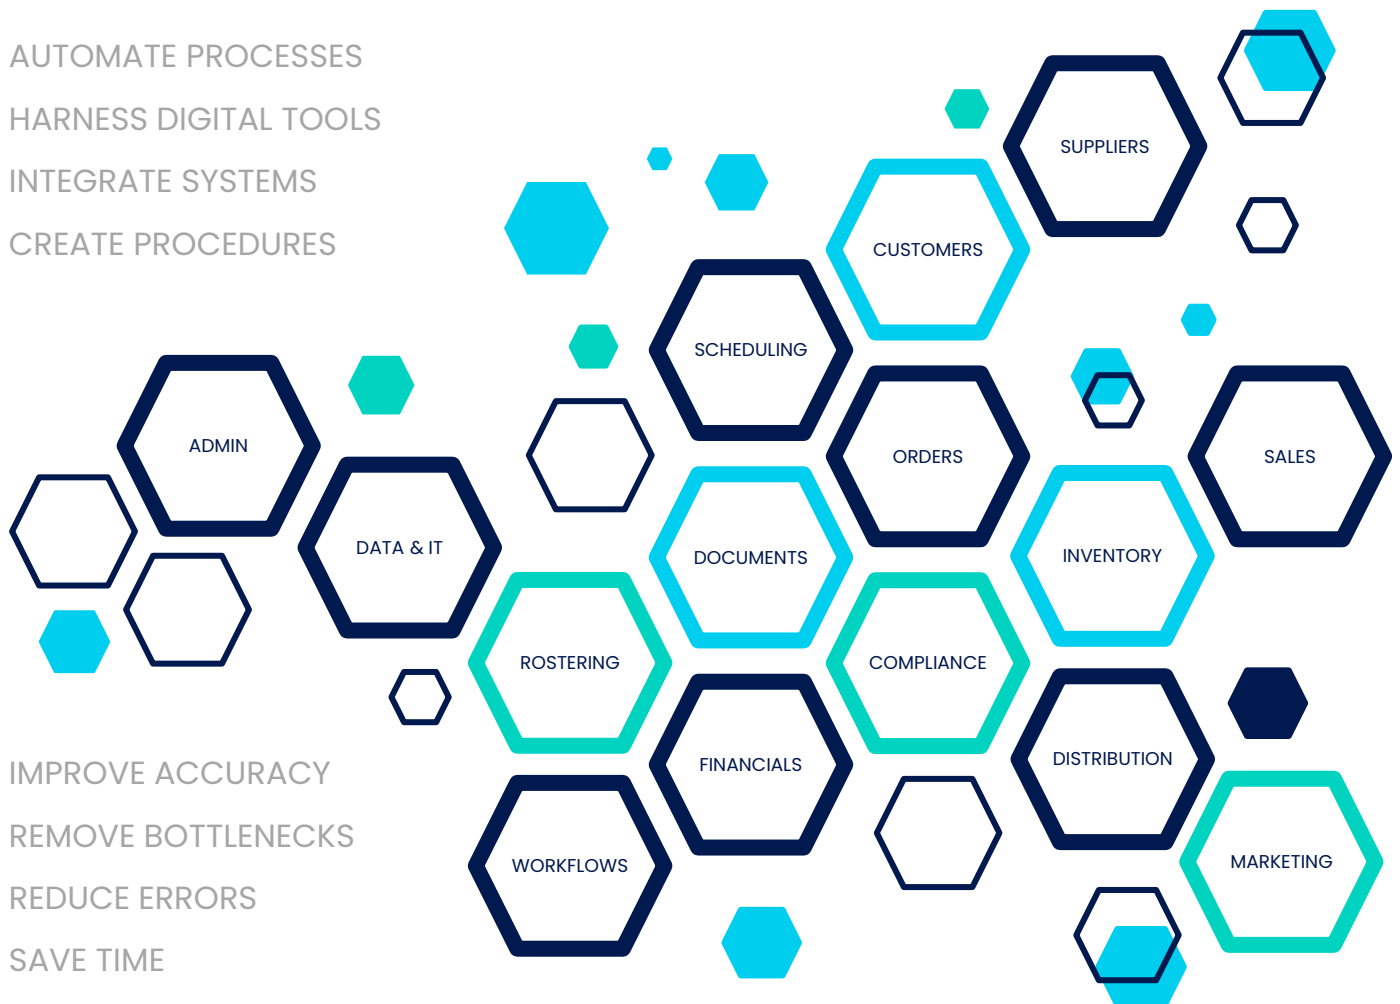 AUTOMATE PROCESSES
HARNESS DIGITAL TOOLS
INTEGRATE SYSTEMS
CREATE PROCEDURES
SUPPLIERS
CUSTOMERS
SCHEDULING
ADMIN
ORDERS
SALES
DATA & IT
DOCUMENTS
INVENTORY
ROSTERING
COMPLIANCE
FINANCIALS
DISTRIBUTION
WORKFLOWS
MARKETING
IMPROVE ACCURACY
REMOVE BOTTLENECKS
REDUCE ERRORS
SAVE TIME